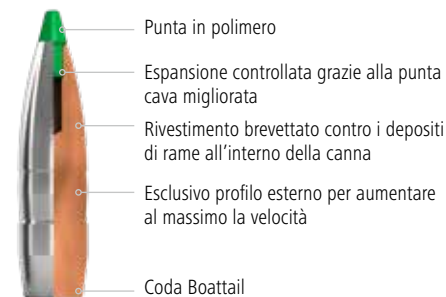 Punta in polimero
Espansione controllata grazie alla punta
cava migliorata
Rivestimento brevettato contro i depositi
di rame all’interno della canna
Esclusivo profilo esterno per aumentare
al massimo la velocità
Coda Boattail